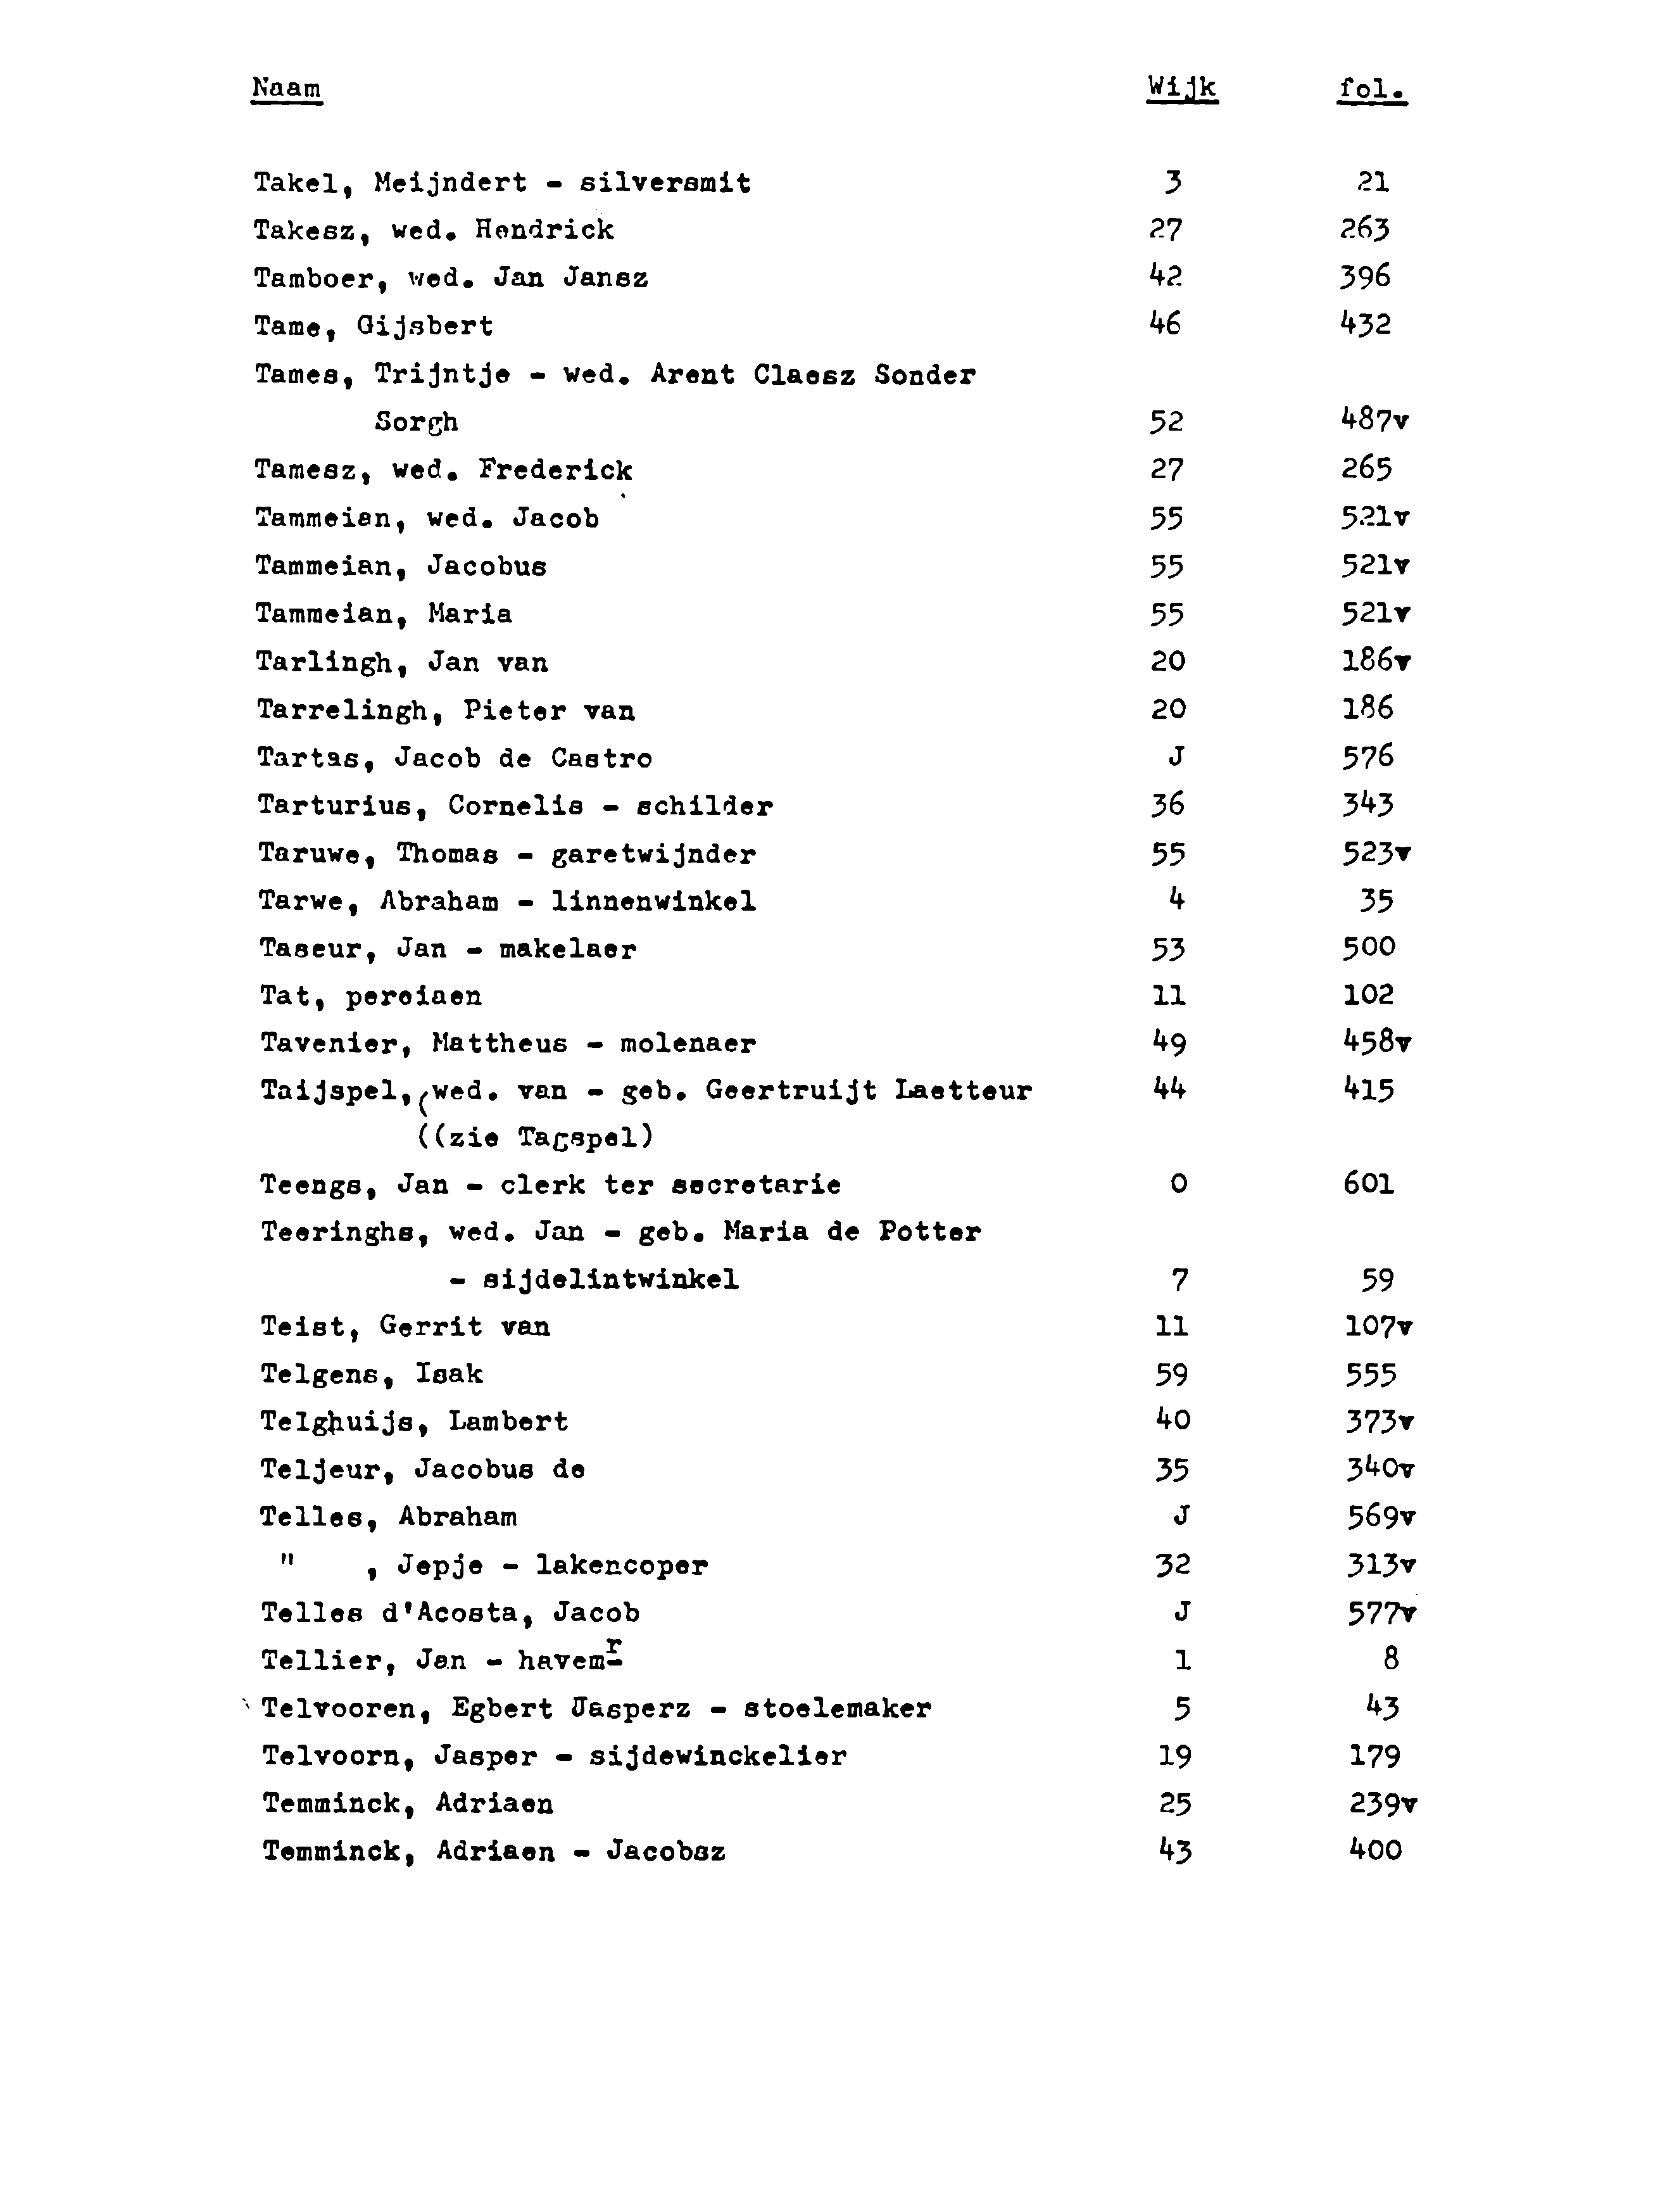 Naam Wijk fol.
Takel, Meijndert - silversmit 3 21
Takesz, wed. Hendrick 27 263
Tamboer, wed. Jan Jansz 42 396
Tame, Gijsbert 46 432
Tames, Trijntje - wed. Arent Claesz Sonder
Sorgh 52 487v
Tamesz, wed. Frederick 27 265
Tammeian, wed. Jacob 55 521v
Tammeian, Jacobus 55 521v
Tammeian, Maria 55 521v
Tarlingh, Jan van 20 186v
Tarrelingh, Pieter van 20 186
Tartas, Jacob de Castro J 576
Tarturius, Cornelis - schilder 36 343
Taruwe, Thomas - garetwijnder 55 523v
Tarwe, Abraham - linnenwinkel 4 35
Taseur, Jan - makelaer 53 500
Tat, persiaen 11 102
Tavenier, Mattheus - molenaer 49 458v
Taijspel,(wed. van - geb. Geertruijt Laetteur 44 415
((zie Tagspel)
Teengs, Jan - clerk ter secretarie O 601
Teeringhs, wed. Jan - geb. Maria de Potter
- sijdelintwinkel 7 59
Teist, Gerrit van 11 107v
Telgens, Isak 59 555
Telghuijs, Lambert 40 373v
Teljeur, Jacobus de 35 340v
Telles, Abraham J 569v
" , Jepje - lakencoper 32 313v
Telles d'Acosta, Jacob J 577v
Tellier, Jan - havemr 1 8
Telvooren, Egbert Jasperz - stoelemaker 5 43
Telvoorn, Jasper - sijdewinckelier 19 179
Temminck, Adriaen 25 239v
Temminck, Adriaen - Jacobsz 43 400